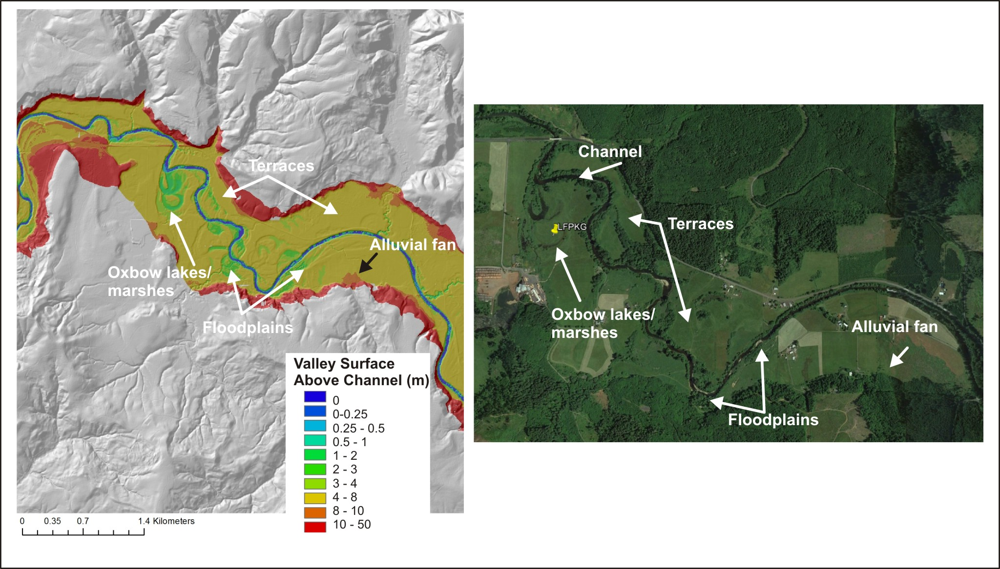 Terraces
Alluvial fan
Oxbow lakes/
marshes
Floodplains
Valley Surface
Above Channel (m)
0
0-0.25
0.25 - 0.5
0.5 - 1
1 - 2
2 - 3
3 - 4
4 - 8
8 - 10
10 - 50
0 0.35 0.7 1.4 Kilometers
Channel
Terraces
LFPKG
Oxbow lakes/
marshes
Alluvial fan
Floodplains